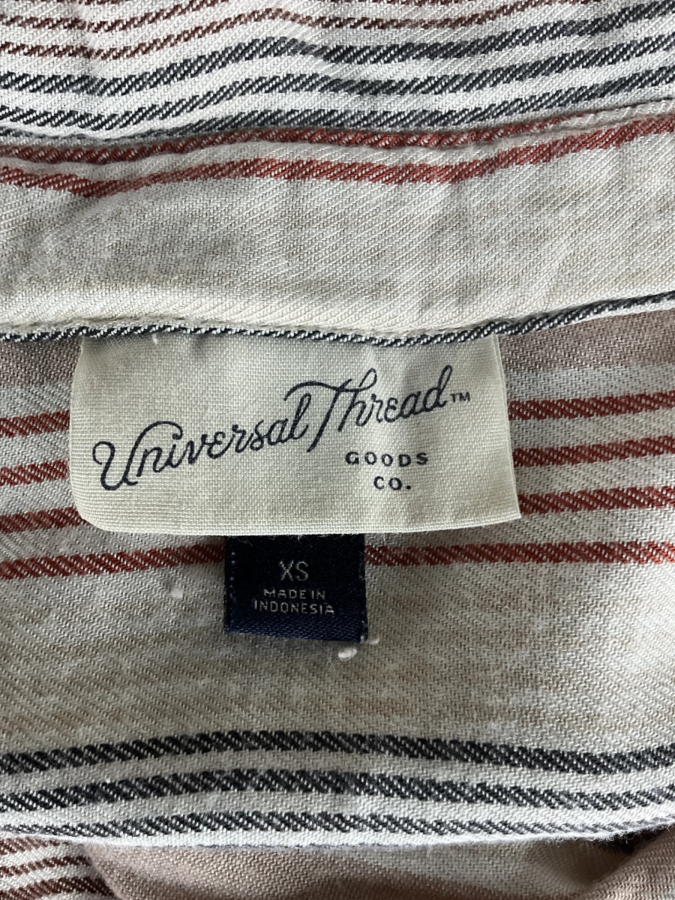 Universal Thread™
GOODS
CO.
XS
MADE IN
INDONESIA